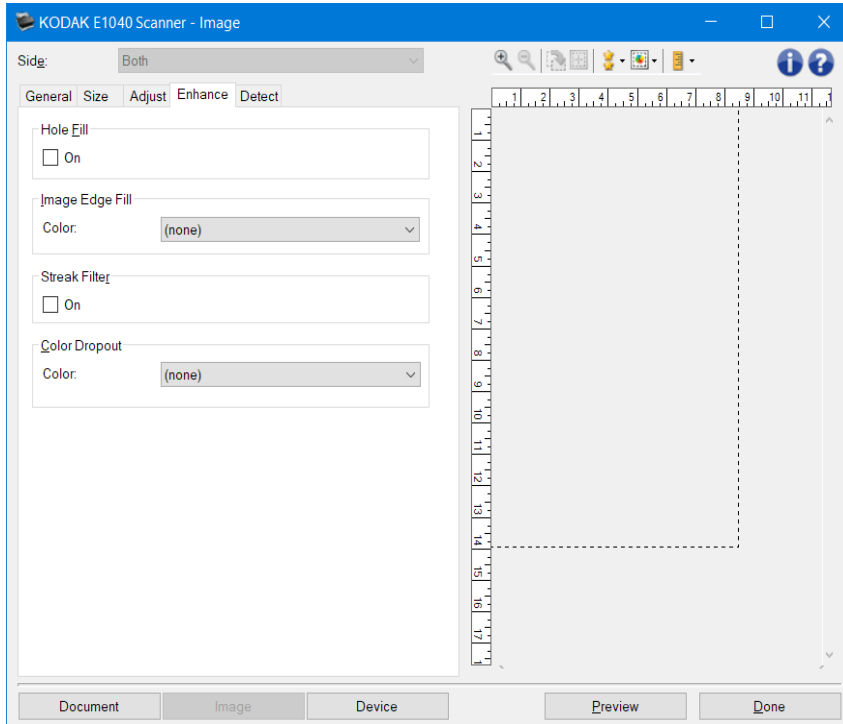 KODAK E1040 Scanner - Image
Side: Both
General Size Adjust Enhance Detect
Hole Fill
On
Image Edge Fill
Color: (none)
Streak Filter
On
Color Dropout
Color: (none)
1 2 3 4 5 6 7 8 9 10 11 1
1
2
3
4
5
6
7
8
9
10
11
12
13
14
15
16
17
1
Document Image Device Preview Done